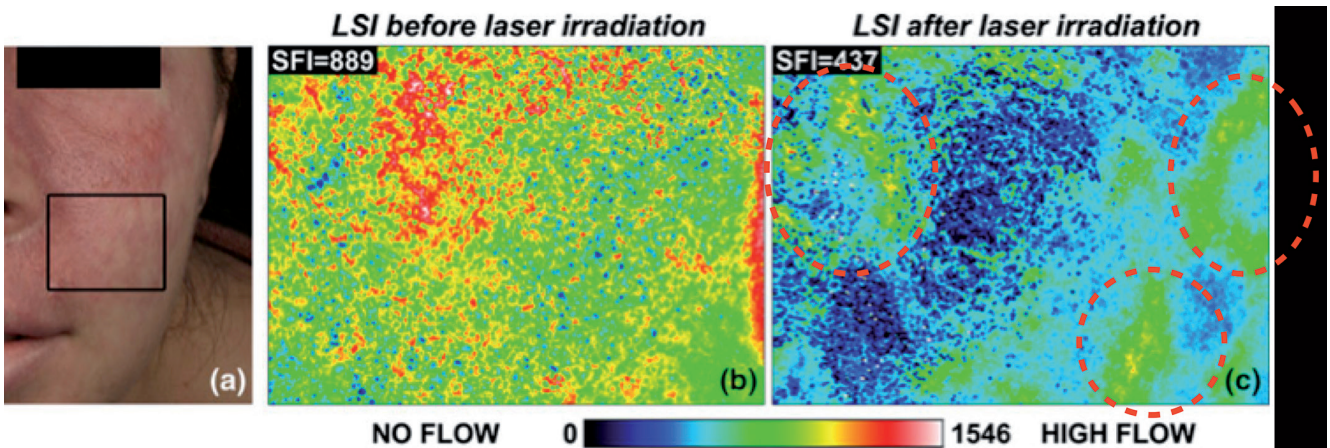 LSI before laser irradiation
LSI after laser irradiation
SFI=889
SFI=437
(a)
(b)
(c)
NO FLOW 0 1546 HIGH FLOW